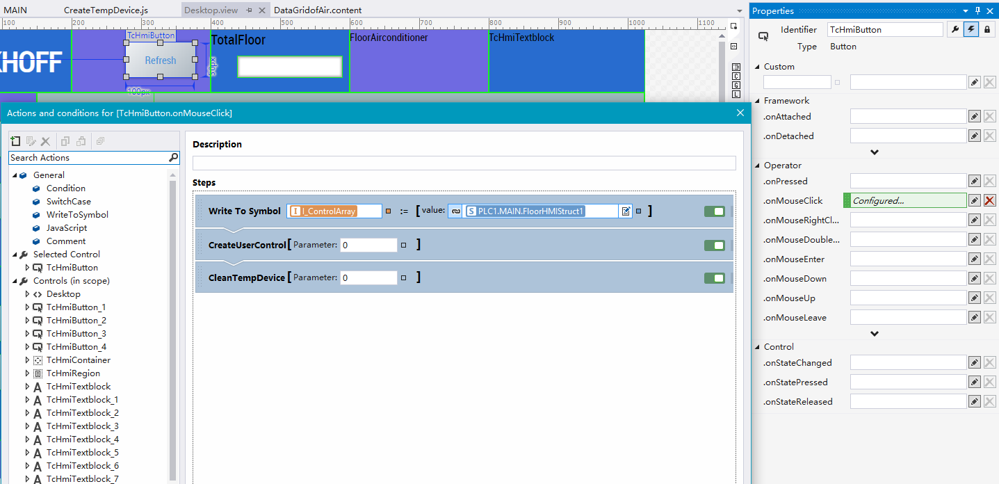 MAIN CreateTempDevice.js Desktop.view DataGridofAir.content
100 200 300 400 500 600 700 800 900 1000 1100
TcHmiButton
KHOFF
Refresh
100px
TotalFloor
FloorAirconditioner
TcHmiTextblock
Actions and conditions for [TcHmiButton.onMouseClick]
Search Actions
General
Condition
SwitchCase
WriteToSymbol
JavaScript
Comment
Selected Control
TcHmiButton
Controls (in scope)
Desktop
TcHmiButton_1
TcHmiButton_2
TcHmiButton_3
TcHmiButton_4
TcHmiContainer
TcHmiRegion
TcHmiTextblock
TcHmiTextblock_1
TcHmiTextblock_2
TcHmiTextblock_3
TcHmiTextblock_4
TcHmiTextblock_5
TcHmiTextblock_6
TcHmiTextblock_7
Description
Steps
Write To Symbol I I_ControlArray := [ value: S PLC1.MAIN.FloorHMIStruct1 ]
CreateUserControl [ Parameter: 0 ]
CleanTempDevice [ Parameter: 0 ]
C
G
L
Properties
Identifier TcHmiButton
Type Button
Custom
Framework
.onAttached
.onDetached
Operator
.onPressed
.onMouseClick Configured...
.onMouseRightCl...
.onMouseDouble...
.onMouseEnter
.onMouseDown
.onMouseUp
.onMouseLeave
Control
.onStateChanged
.onStatePressed
.onStateReleased